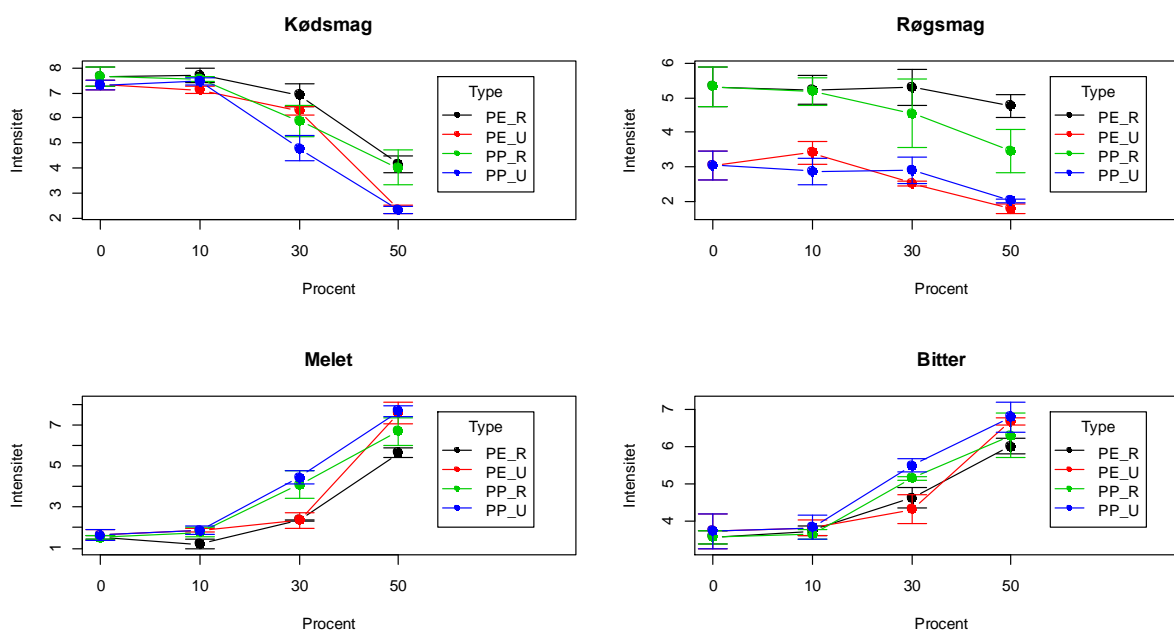 Kødsmag
Intensitet
8
7
6
5
4
3
2
Type
PE_R
PE_U
PP_R
PP_U
0 10 30 50
Procent
Røgsmag
Intensitet
6
5
4
3
2
Type
PE_R
PE_U
PP_R
PP_U
0 10 30 50
Procent
Melet
Intensitet
7
5
3
1
Type
PE_R
PE_U
PP_R
PP_U
0 10 30 50
Procent
Bitter
Intensitet
7
6
5
4
Type
PE_R
PE_U
PP_R
PP_U
0 10 30 50
Procent